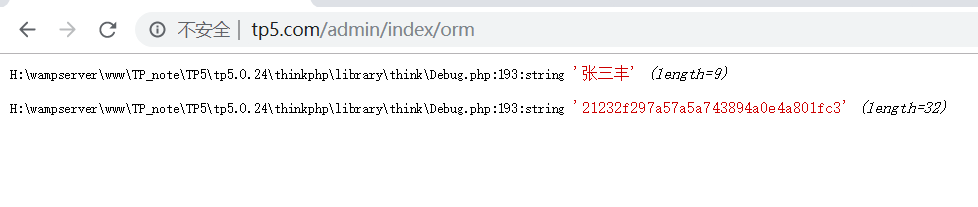 不安全 | tp5.com/admin/index/orm
H:\wampserver\www\TP_note\TP5\tp5.0.24\thinkphp\library\think\Debug.php:193:string '张三丰' (length=9)
H:\wampserver\www\TP_note\TP5\tp5.0.24\thinkphp\library\think\Debug.php:193:string '21232f297a57a5a743894a0e4a801fc3' (length=32)